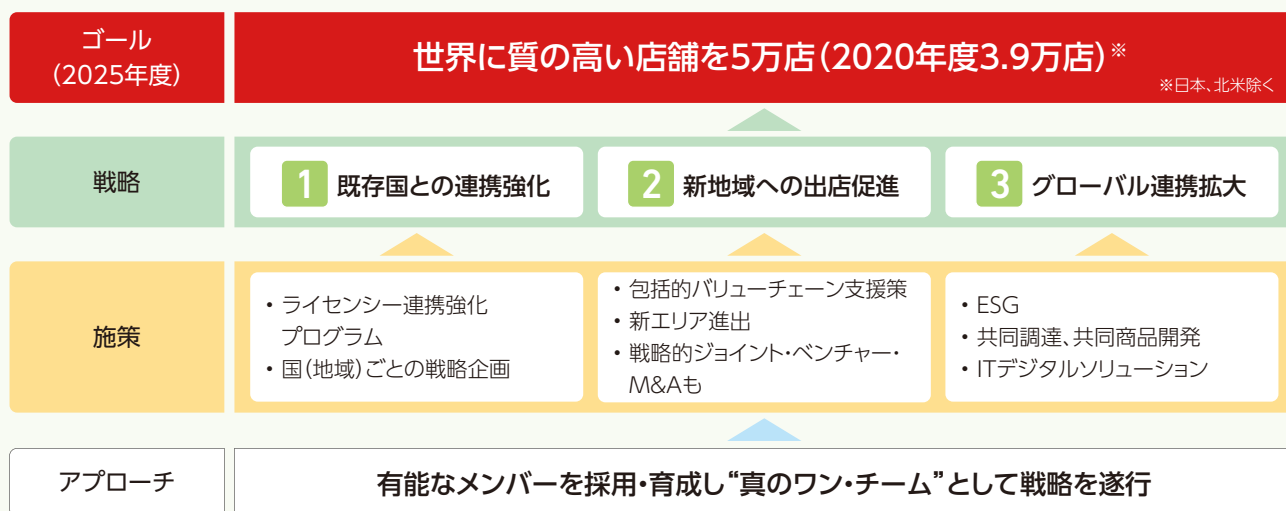 ゴール
(2025年度)
世界に質の高い店舗を5万店(2020年度3.9万店)※
※日本、北米除く
戦略
1 既存国との連携強化
2 新地域への出店促進
3 グローバル連携拡大
施策
・ライセンシー連携強化
プログラム
・国(地域)ごとの戦略企画
・包括的バリューチェーン支援策
・新エリア進出
・戦略的ジョイント・ベンチャー・
M&Aも
・ESG
・共同調達、共同商品開発
・ITデジタルソリューション
アプローチ
有能なメンバーを採用・育成し“真のワン・チーム”として戦略を遂行